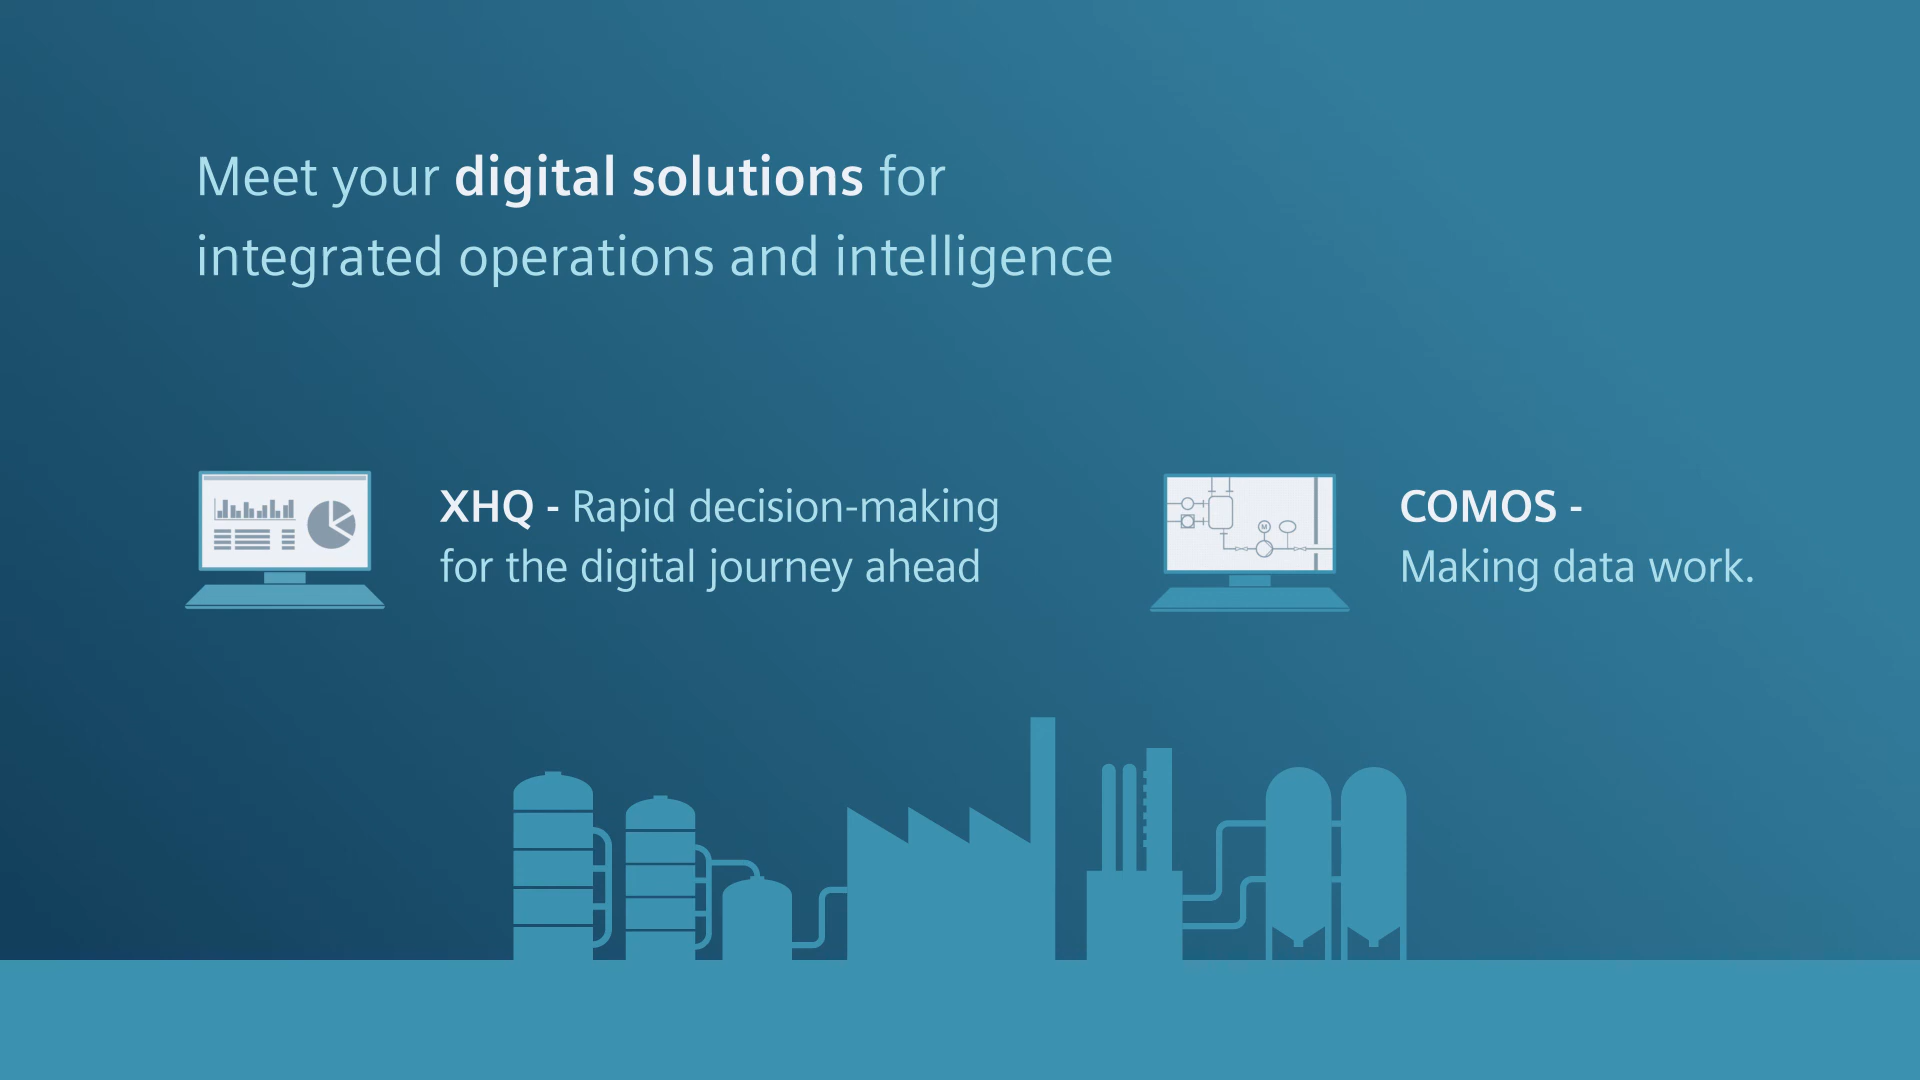 Meet your digital solutions for
integrated operations and intelligence
XHQ - Rapid decision-making
for the digital journey ahead
M
COMOS -
Making data work.